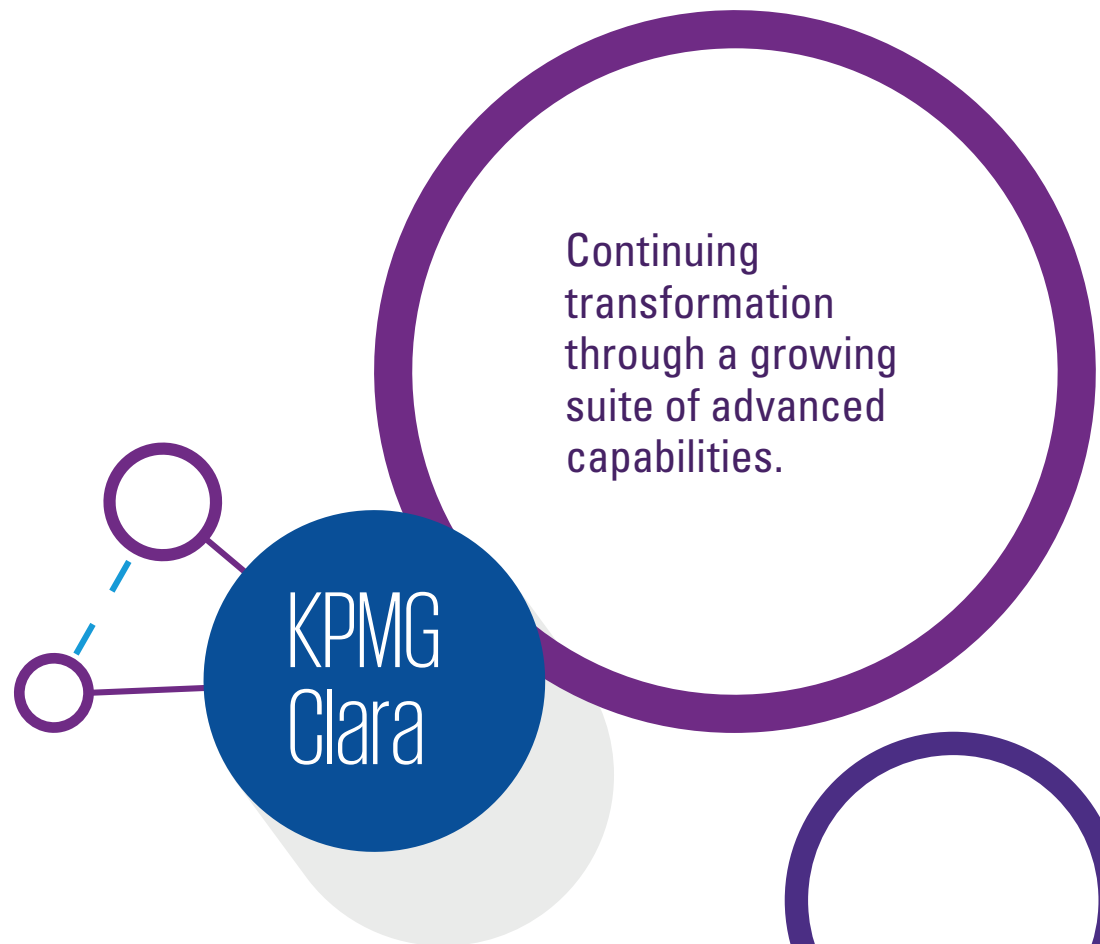 Continuing
transformation
through a growing
suite of advanced
capabilities.
KPMG
Clara